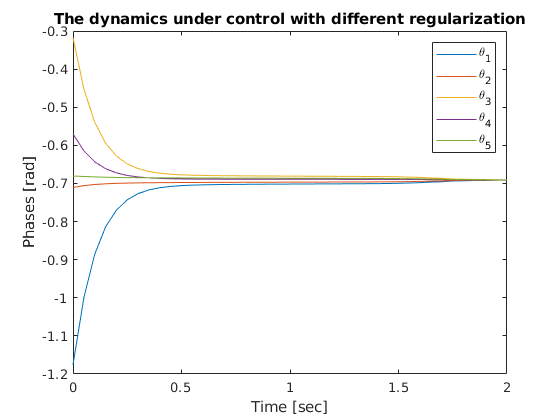 The dynamics under control with different regularization
-0.3
-0.4
-0.5
-0.6
-0.7
-0.8
-0.9
-1
-1.1
-1.2
Phases [rad]
θ1
θ2
θ3
θ4
θ5
0
0.5
1
1.5
2
Time [sec]